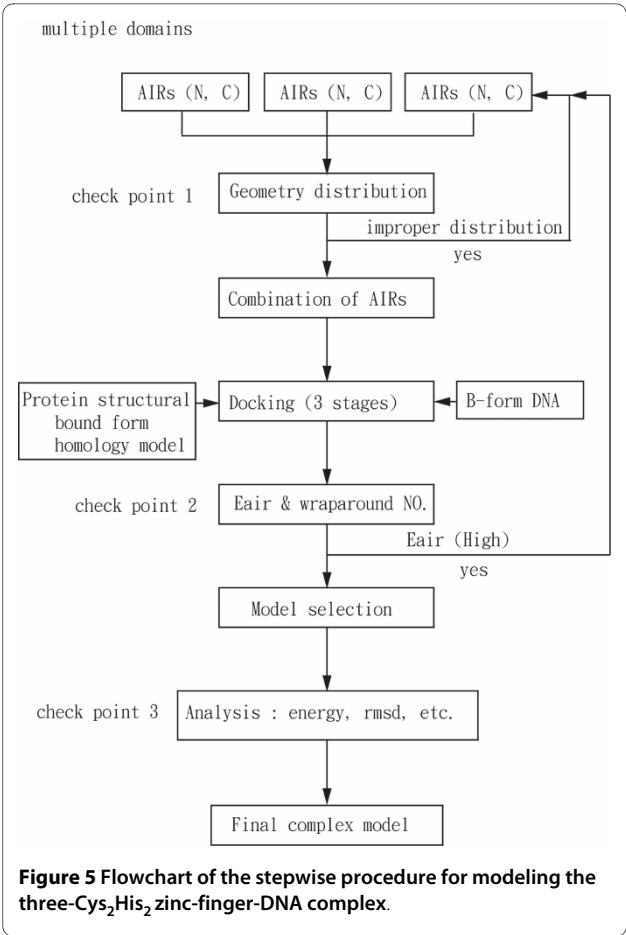 multiple domains
AIRs (N, C) AIRs (N, C) AIRs (N, C)
check point 1
Geometry distribution
improper distribution
yes
Combination of AIRs
Protein structural
bound form
homology model
Docking (3 stages)
B-form DNA
check point 2
Eair & wraparound NO.
Eair (High)
yes
Model selection
check point 3
Analysis : energy, rmsd, etc.
Final complex model
Figure 5 Flowchart of the stepwise procedure for modeling the
three-Cys₂His₂ zinc-finger-DNA complex.